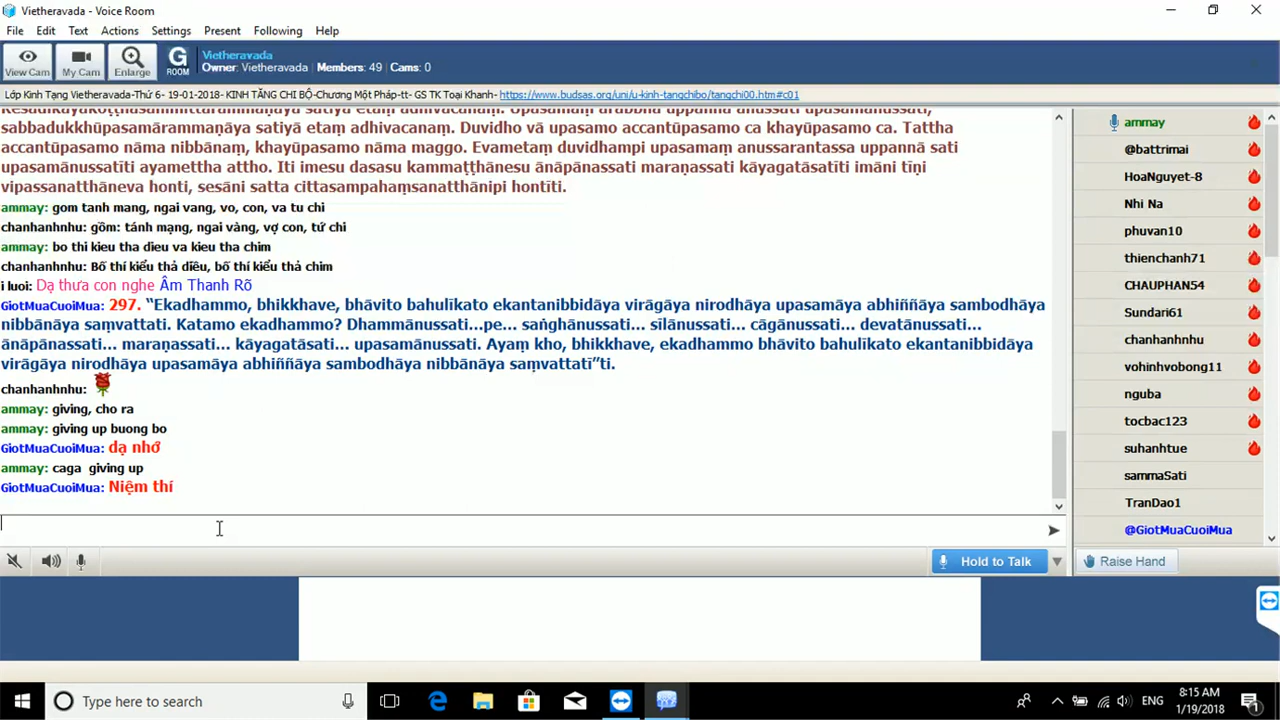 Vietheravada - Voice Room
File Edit Text Actions Settings Present Following Help
View Cam My Cam Enlarge G ROOM
Vietheravada
Owner: Vietheravada | Members: 49 | Cams: 0
Lớp Kinh Tạng Vietheravada-Thứ 6- 19-01-2018- KINH TĂNG CHI BỘ-Chương Một Pháp-tt- GS TK Toại Khanh- https://www.budsas.org/uni/u-kinh-tangchibo/tangchi00.htm#c01
sabbadukkhūpasamārammaṇāya satiyā etaṃ adhivacanaṃ. Duvidho vā upasamo accantūpasamo ca khayūpasamo ca. Tattha
accantūpasamo nāma nibbānaṃ, khayūpasamo nāma maggo. Evametaṃ duvidhampi upasamaṃ anussarantassa uppannā sati
upasamānussatīti ayamettha attho. Iti imesu dasasu kammaṭṭhānesu ānāpānassati maraṇassati kāyagatāsatīti imāni tīṇi
vipassanatthāneva honti, sesāni satta cittasampahaṃsanatthānipi hontīti.
ammay: gom tanh mang, ngai vang, vo, con, va tu chi
chanhanhnhu: gồm: tánh mạng, ngai vàng, vợ con, tứ chi
ammay: bo thi kieu tha dieu va kieu tha chim
chanhanhnhu: Bố thí kiểu thả diều, bố thí kiểu thả chim
i luoi: Dạ thưa con nghe Âm Thanh Rõ
GiotMuaCuoiMua: 297. “Ekadhammo, bhikkhave, bhāvito bahulīkato ekantanibbidāya virāgāya nirodhāya upasamāya abhiññāya sambodhāya
nibbānāya saṃvattati. Katamo ekadhammo? Dhammānussati...pe... saṅghānussati... sīlānussati... cāgānussati... devatānussati...
ānāpānassati... maraṇassati... kāyagatāsati... upasamānussati. Ayaṃ kho, bhikkhave, ekadhammo bhāvito bahulīkato ekantanibbidāya
virāgāya nirodhāya upasamāya abhiññāya sambodhāya nibbānāya saṃvattatī”ti.
chanhanhnhu:
ammay: giving, cho ra
ammay: giving up buong bo
GiotMuaCuoiMua: dạ nhớ
ammay: caga giving up
GiotMuaCuoiMua: Niệm thí
ammay
@battrimai
HoaNguyet-8
Nhi Na
phuvan10
thienchanh71
CHAUPHAN54
Sundari61
chanhanhnhu
vohinhvobong11
nguba
tocbac123
suhanhtue
sammaSati
TranDao1
@GiotMuaCuoiMua
Hold to Talk
Raise Hand
Type here to search
ENG
8:15 AM
1/19/2018
1